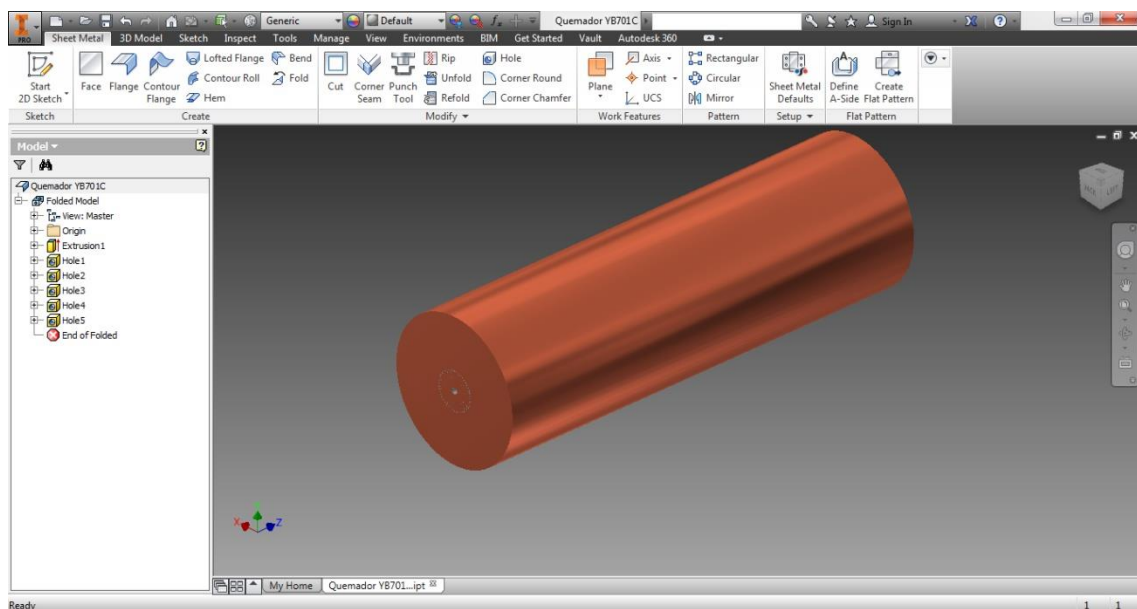 Generic Default Quemador YB701C Sign In
PRO Sheet Metal 3D Model Sketch Inspect Tools Manage View Environments BIM Get Started Vault Autodesk 360
Lofted Flange Bend Rip Hole Axis Rectangular
Contour Roll Fold Unfold Corner Round Point Circular
Hem Refold Corner Chamfer UCS Mirror
Start 2D Sketch
Face Flange Contour Flange
Cut Corner Seam Punch Tool
Plane
Sheet Metal Defaults
Define A-Side Create Flat Pattern
Sketch Create Modify Work Features Pattern Setup Flat Pattern
Model
Quemador YB701C
Folded Model
View: Master
Origin
Extrusion1
Hole1
Hole2
Hole3
Hole4
Hole5
End of Folded
LEFT
X Z
My Home Quemador YB701...ipt
Ready 1 1